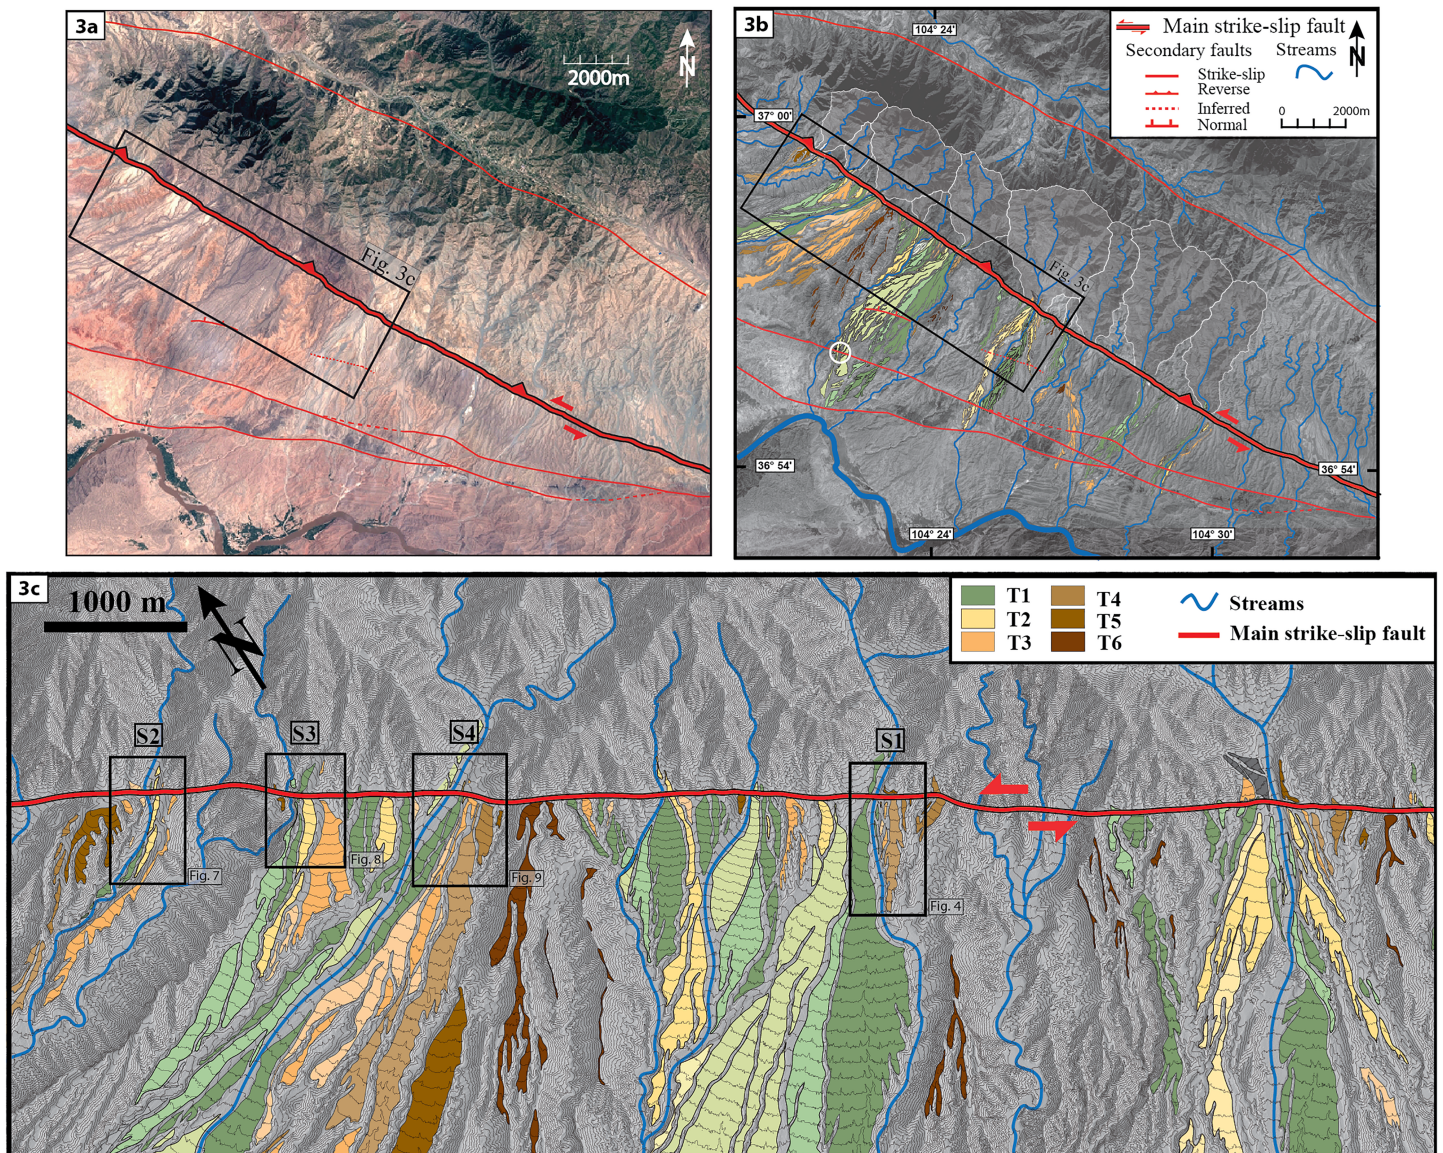 3a
2000m
N
Fig. 3c
3b
104° 24'
Main strike-slip fault
Secondary faults
Streams
N
Strike-slip
Reverse
Inferred
Normal
0
2000m
37° 00'
Fig. 3c
36° 54'
36° 54'
104° 24'
104° 30'
3c
1000 m
N
T1
T4
T2
T5
T3
T6
Streams
Main strike-slip fault
S2
S3
S4
S1
Fig. 7
Fig. 8
Fig. 9
Fig. 4